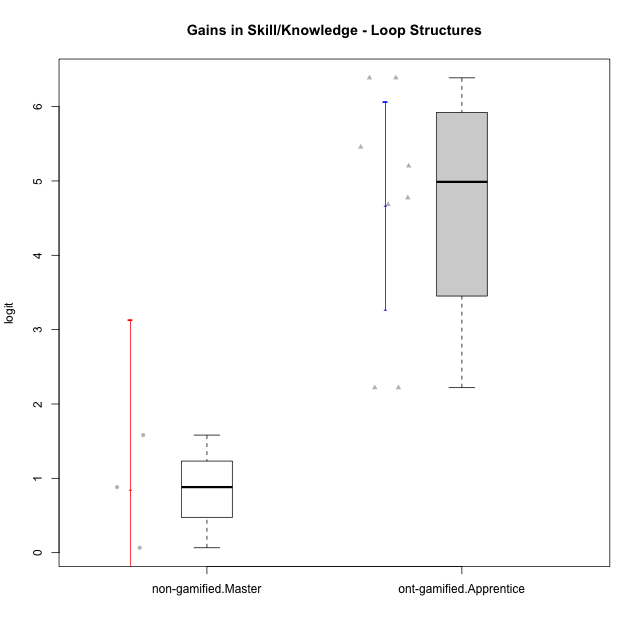 Gains in Skill/Knowledge - Loop Structures
6
5
4
3
2
1
0
logit
non-gamified.Master
ont-gamified.Apprentice